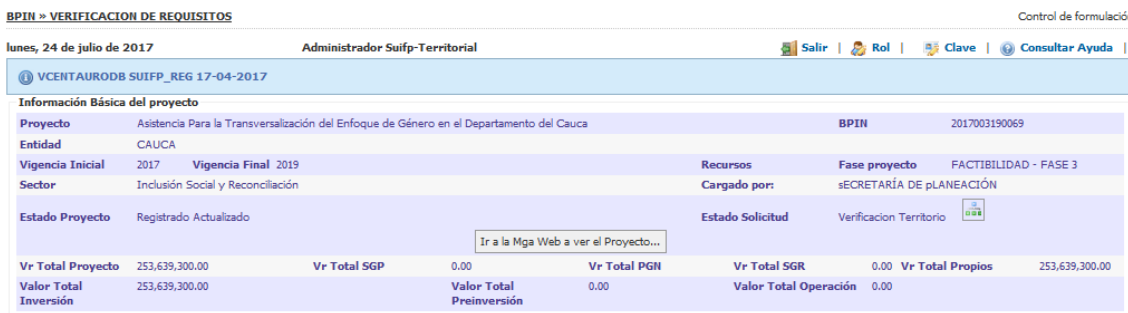 BPIN » VERIFICACION DE REQUISITOS Control de formulació
lunes, 24 de julio de 2017 Administrador Suifp-Territorial Salir | Rol | Clave | Consultar Ayuda |
VCENTAURODB SUIFP_REG 17-04-2017
Información Básica del proyecto
Proyecto Asistencia Para la Transversalización del Enfoque de Género en el Departamento del Cauca BPIN 2017003190069
Entidad CAUCA
Vigencia Inicial 2017 Vigencia Final 2019 Recursos Fase proyecto FACTIBILIDAD - FASE 3
Sector Inclusión Social y Reconciliación Cargado por: sECRETARÍA DE pLANEACIÓN
Estado Proyecto Registrado Actualizado Estado Solicitud Verificacion Territorio
Ir a la Mga Web a ver el Proyecto...
Vr Total Proyecto 253,639,300.00 Vr Total SGP 0.00 Vr Total PGN Vr Total SGR 0.00 Vr Total Propios 253,639,300.00
Valor Total Inversión 253,639,300.00 Valor Total Preinversión 0.00 Valor Total Operación 0.00